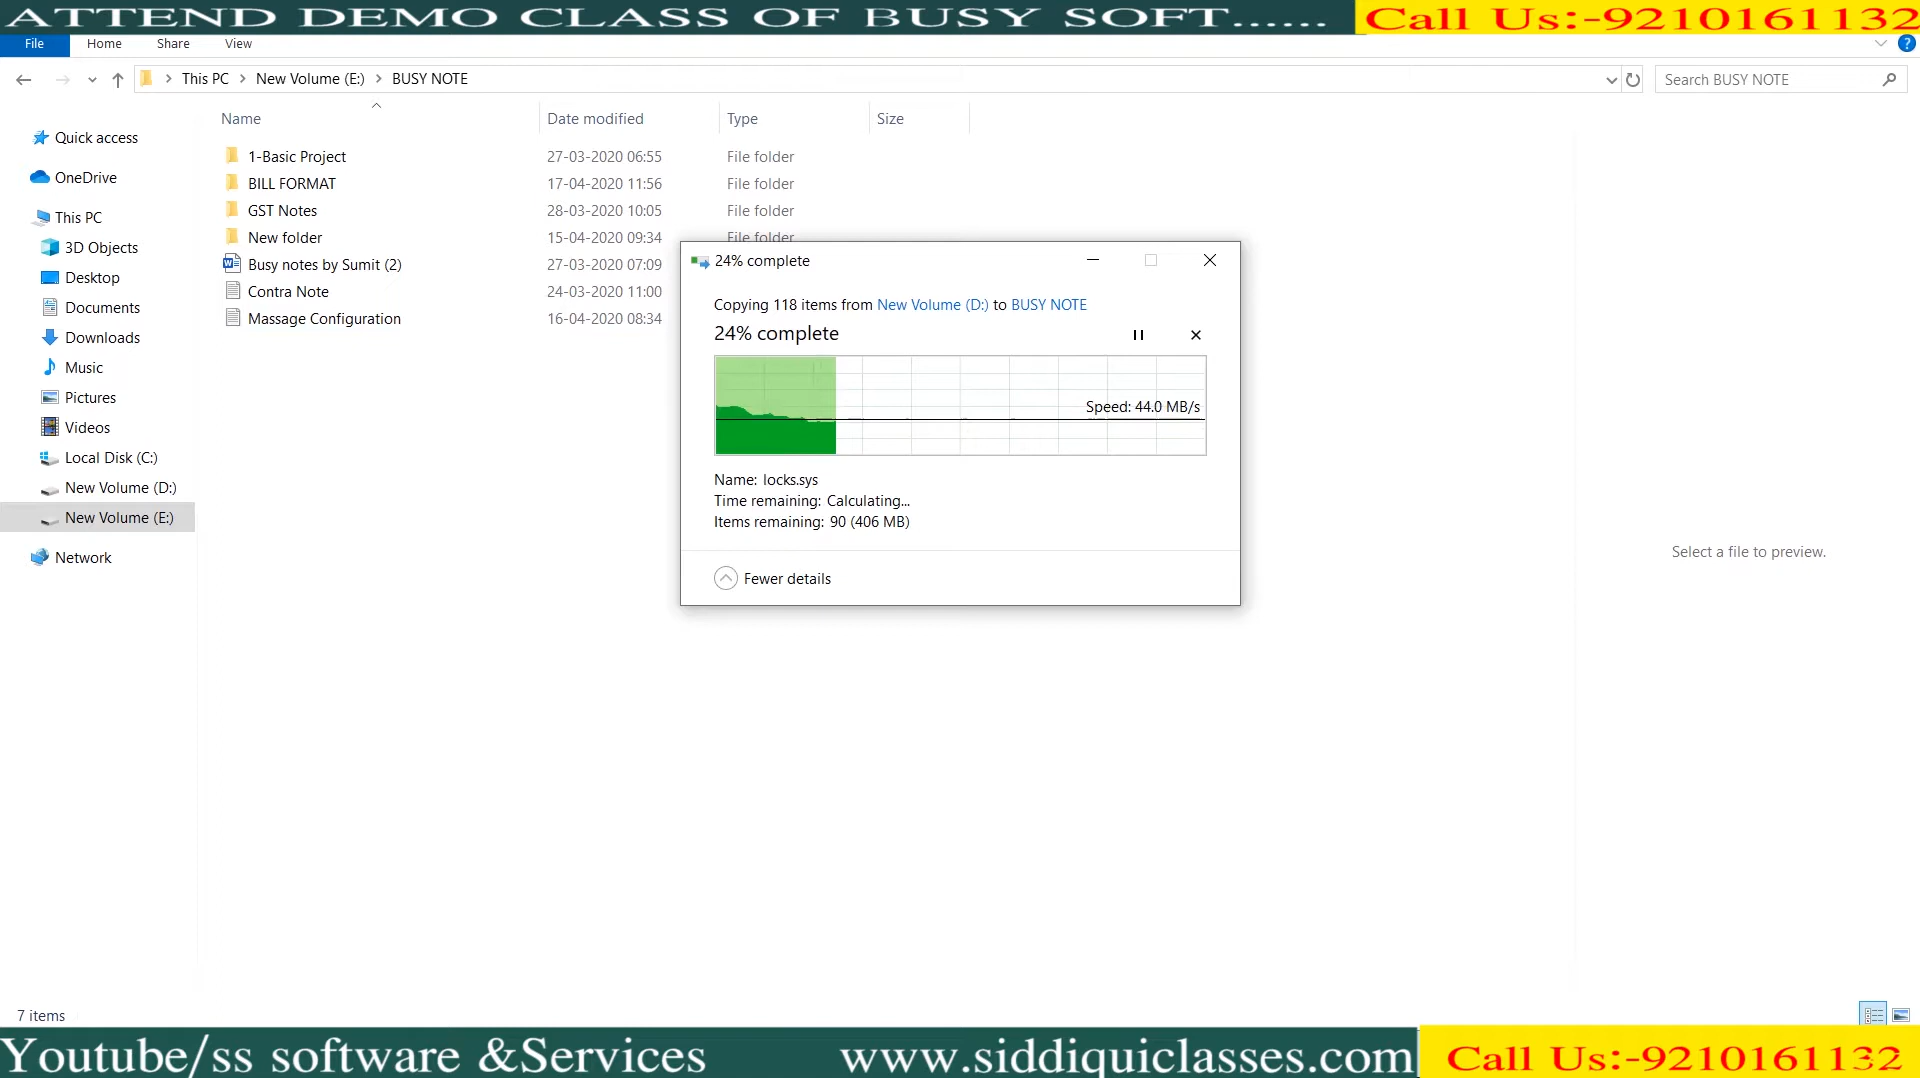 ATTEND DEMO CLASS OF BUSY SOFT...... Call Us:-9210161132
File Home Share View
This PC New Volume (E:) BUSY NOTE Search BUSY NOTE
Name Date modified Type Size
Quick access
OneDrive
This PC
3D Objects
Desktop
Documents
Downloads
Music
Pictures
Videos
Local Disk (C:)
New Volume (D:)
New Volume (E:)
Network
1-Basic Project 27-03-2020 06:55 File folder
BILL FORMAT 17-04-2020 11:56 File folder
GST Notes 28-03-2020 10:05 File folder
New folder 15-04-2020 09:34 File folder
Busy notes by Sumit (2) 27-03-2020 07:09
Contra Note 24-03-2020 11:00
Massage Configuration 16-04-2020 08:34
24% complete
Copying 118 items from New Volume (D:) to BUSY NOTE
24% complete
Speed: 44.0 MB/s
Name: locks.sys
Time remaining: Calculating...
Items remaining: 90 (406 MB)
Fewer details
Select a file to preview.
7 items
Youtube/ss software &Services www.siddiquiclasses.com Call Us:-9210161132